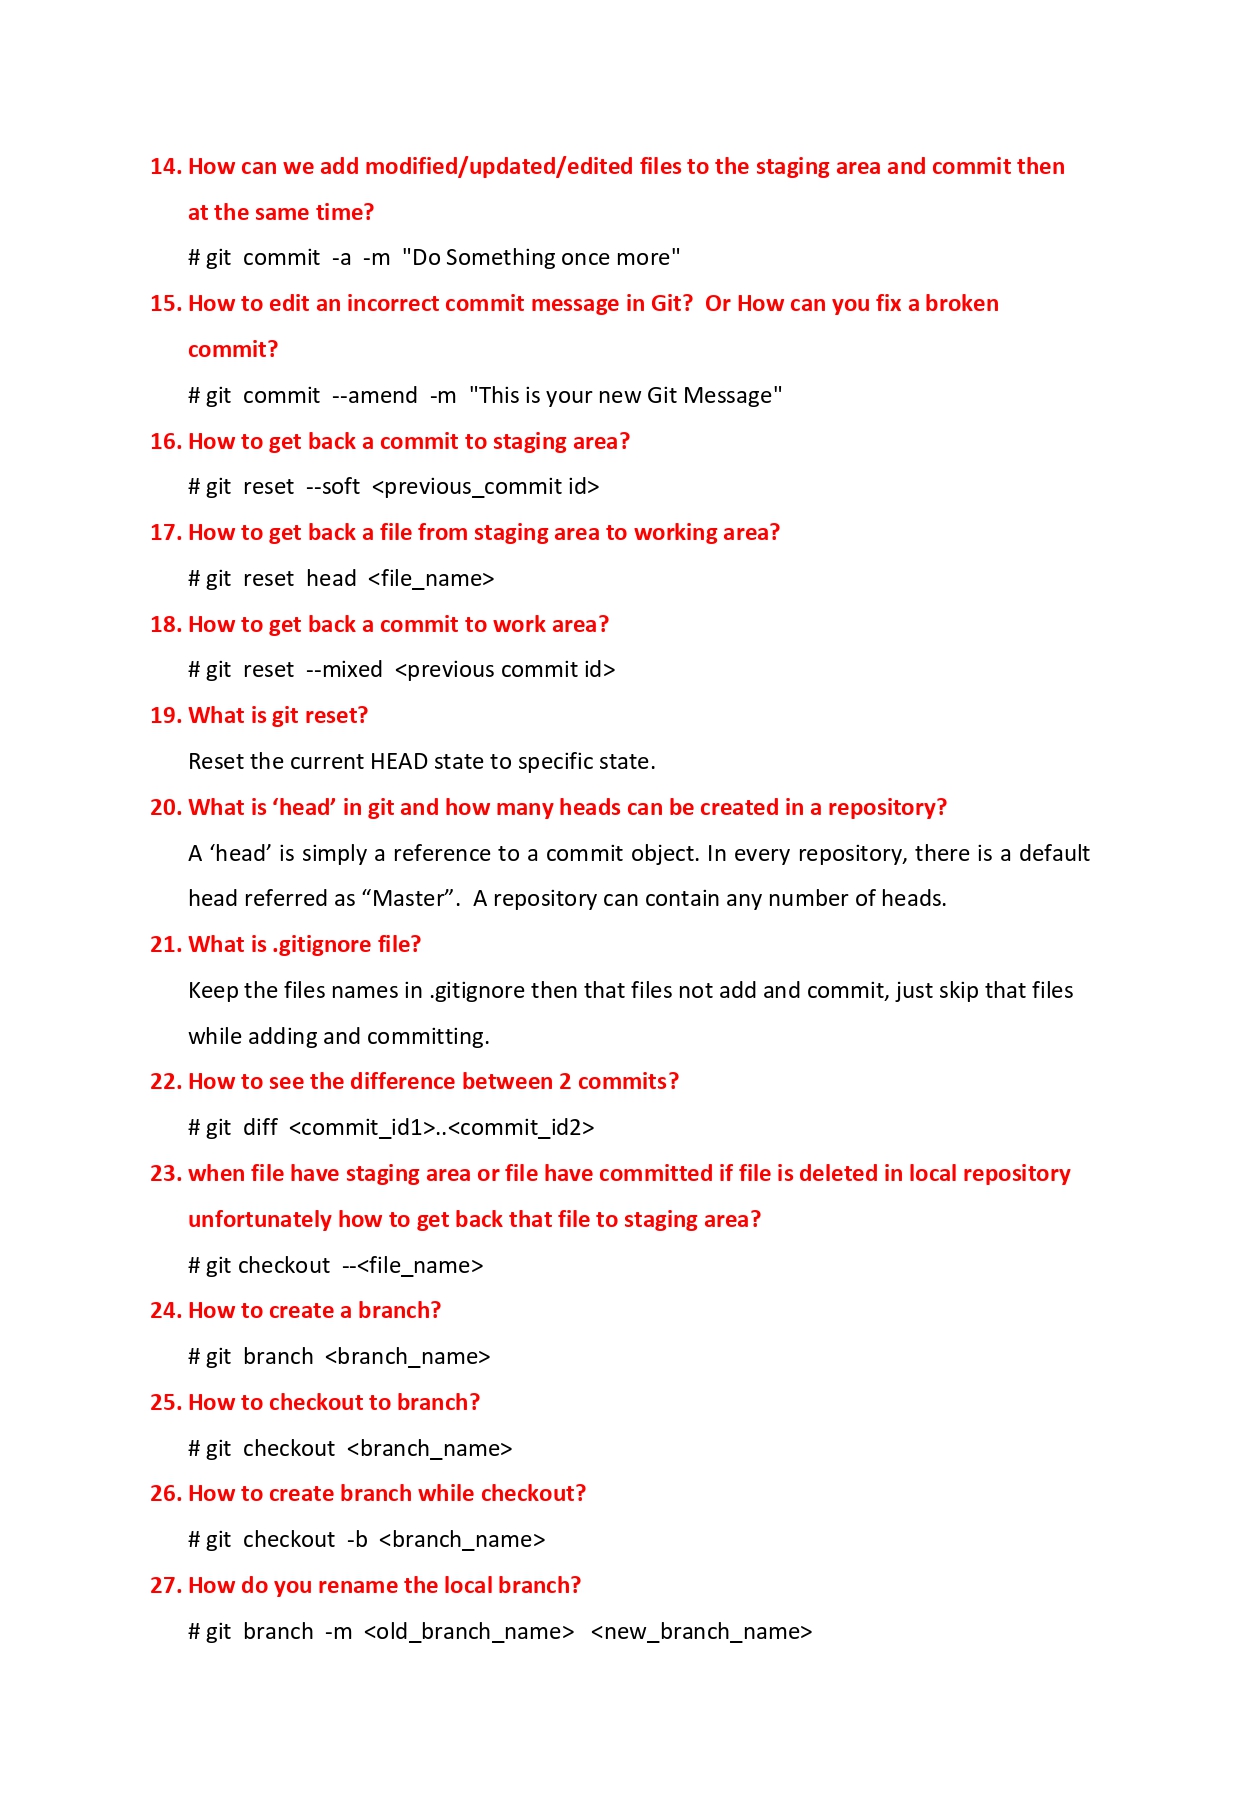 14. How can we add modified/updated/edited files to the staging area and commit then
at the same time?
# git  commit  -a  -m  "Do Something once more"
15. How to edit an incorrect commit message in Git?  Or How can you fix a broken
commit?
# git  commit  --amend  -m  "This is your new Git Message"
16. How to get back a commit to staging area?
# git  reset  --soft  <previous_commit id>
17. How to get back a file from staging area to working area?
# git  reset  head  <file_name>
18. How to get back a commit to work area?
# git  reset  --mixed  <previous commit id>
19. What is git reset?
Reset the current HEAD state to specific state.
20. What is ‘head’ in git and how many heads can be created in a repository?
A ‘head’ is simply a reference to a commit object. In every repository, there is a default
head referred as “Master”.  A repository can contain any number of heads.
21. What is .gitignore file?
Keep the files names in .gitignore then that files not add and commit, just skip that files
while adding and committing.
22. How to see the difference between 2 commits?
# git  diff  <commit_id1>..<commit_id2>
23. when file have staging area or file have committed if file is deleted in local repository
unfortunately how to get back that file to staging area?
# git checkout  --<file_name>
24. How to create a branch?
# git  branch  <branch_name>
25. How to checkout to branch?
# git  checkout  <branch_name>
26. How to create branch while checkout?
# git  checkout  -b  <branch_name>
27. How do you rename the local branch?
# git  branch  -m  <old_branch_name>   <new_branch_name>